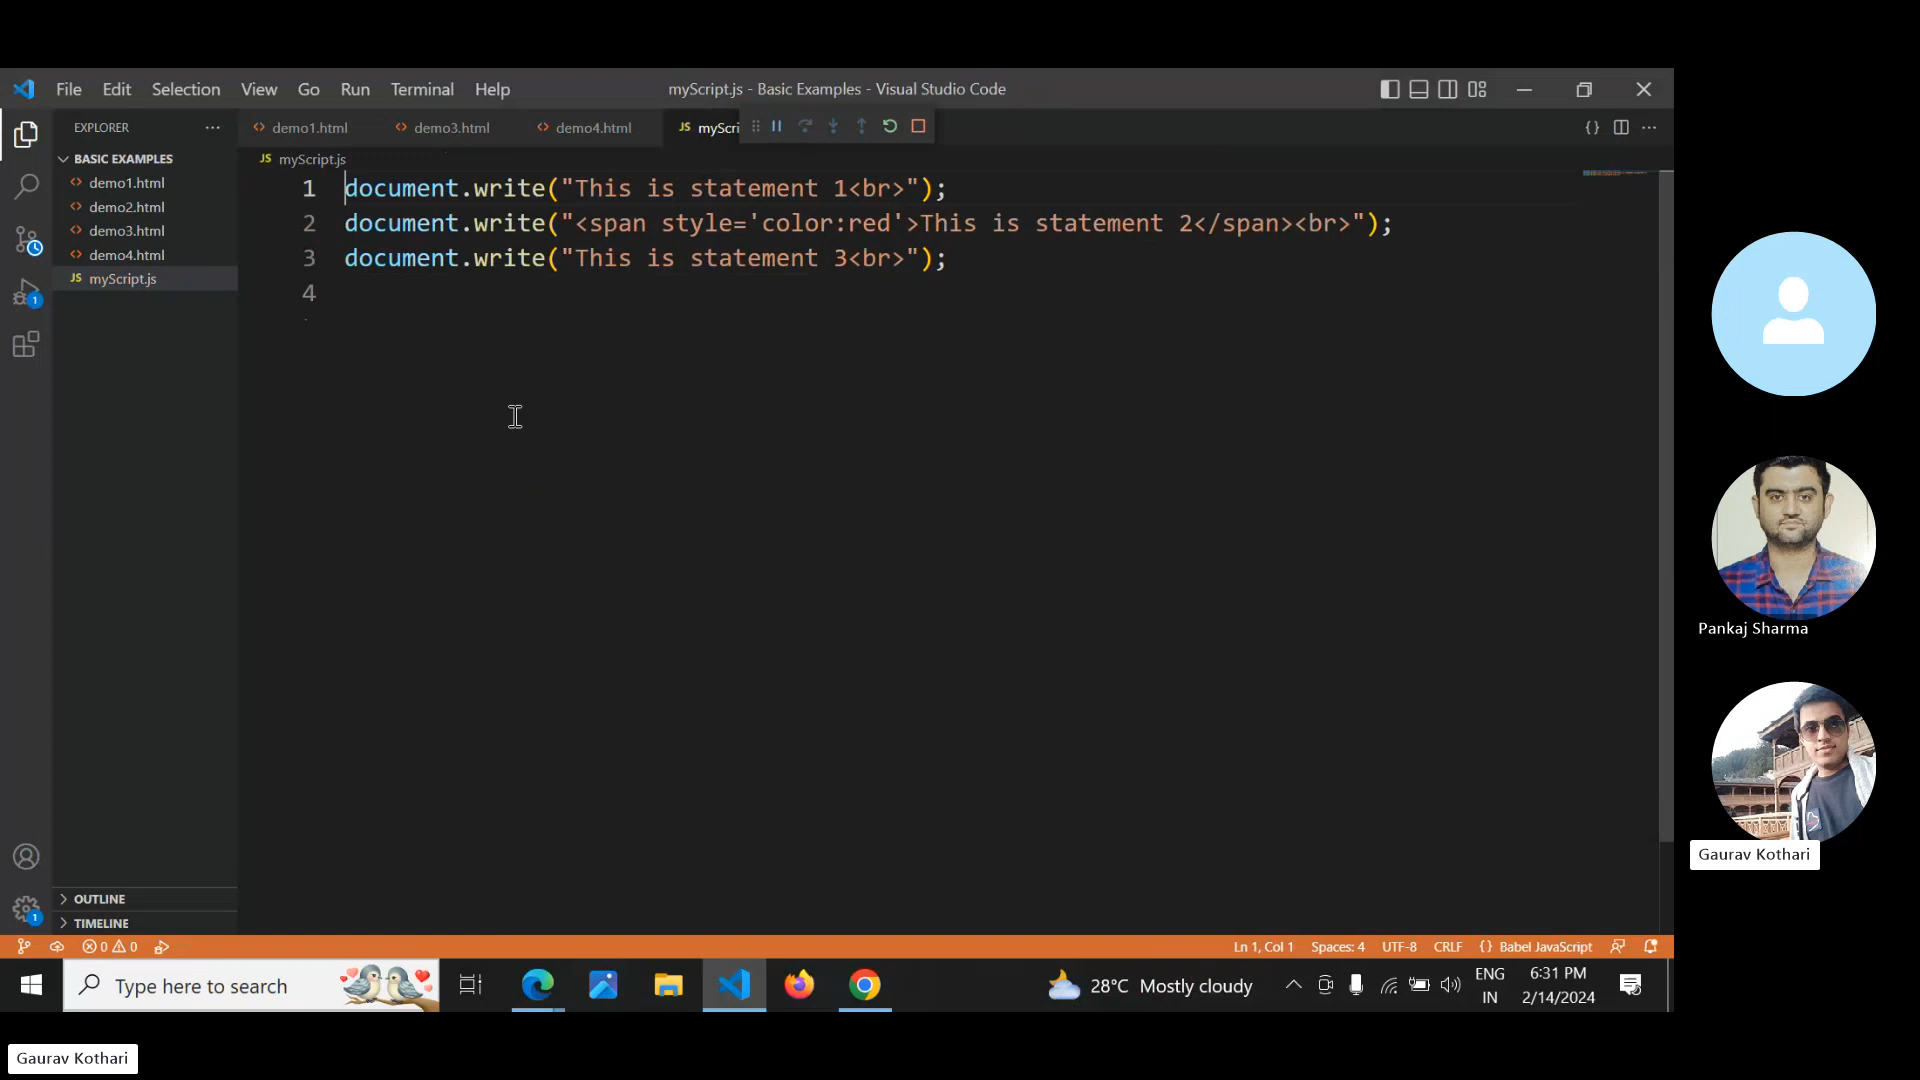 File Edit Selection View Go Run Terminal Help
myScript.js - Basic Examples - Visual Studio Code
EXPLORER
demo1.html
demo3.html
demo4.html
JS myScri
BASIC EXAMPLES
demo1.html
demo2.html
demo3.html
demo4.html
JS myScript.js
JS myScript.js
1 document.write("This is statement 1<br>");
2 document.write("<span style='color:red'>This is statement 2</span><br>");
3 document.write("This is statement 3<br>");
4
1
1
OUTLINE
TIMELINE
0 0
Ln 1, Col 1 Spaces: 4 UTF-8 CRLF {} Babel JavaScript
Type here to search
28°C Mostly cloudy
ENG
IN
6:31 PM
2/14/2024
Pankaj Sharma
Gaurav Kothari
Gaurav Kothari